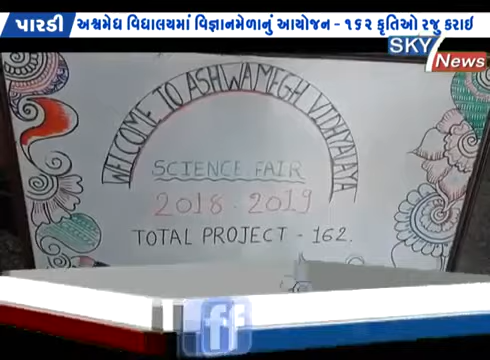 પારડી
અશ્વમેધ વિદ્યાલયમાં વિજ્ઞાનમેળાનું આયોજન - ૧૬૨ કૃતિઓ રજુ કરાઇ
SKY
News
WELCOME TO ASHWAMEGH VIDHYALAYA
SCIENCE FAIR
2018 - 2019
TOTAL PROJECT - 162.
f